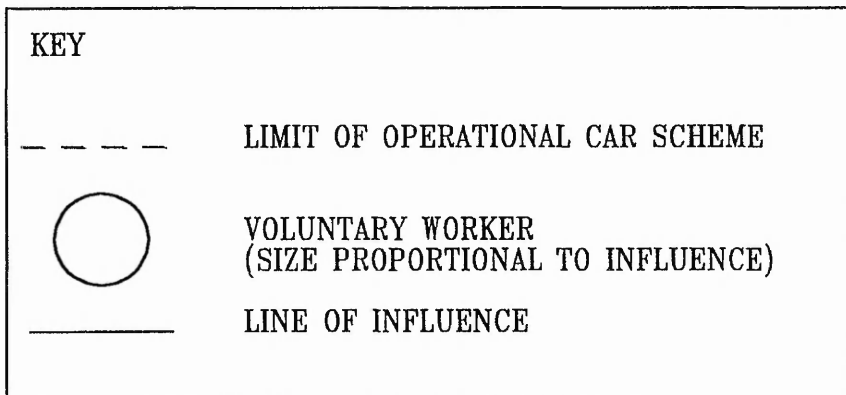 KEY
LIMIT OF OPERATIONAL CAR SCHEME
VOLUNTARY WORKER
(SIZE PROPORTIONAL TO INFLUENCE)
LINE OF INFLUENCE